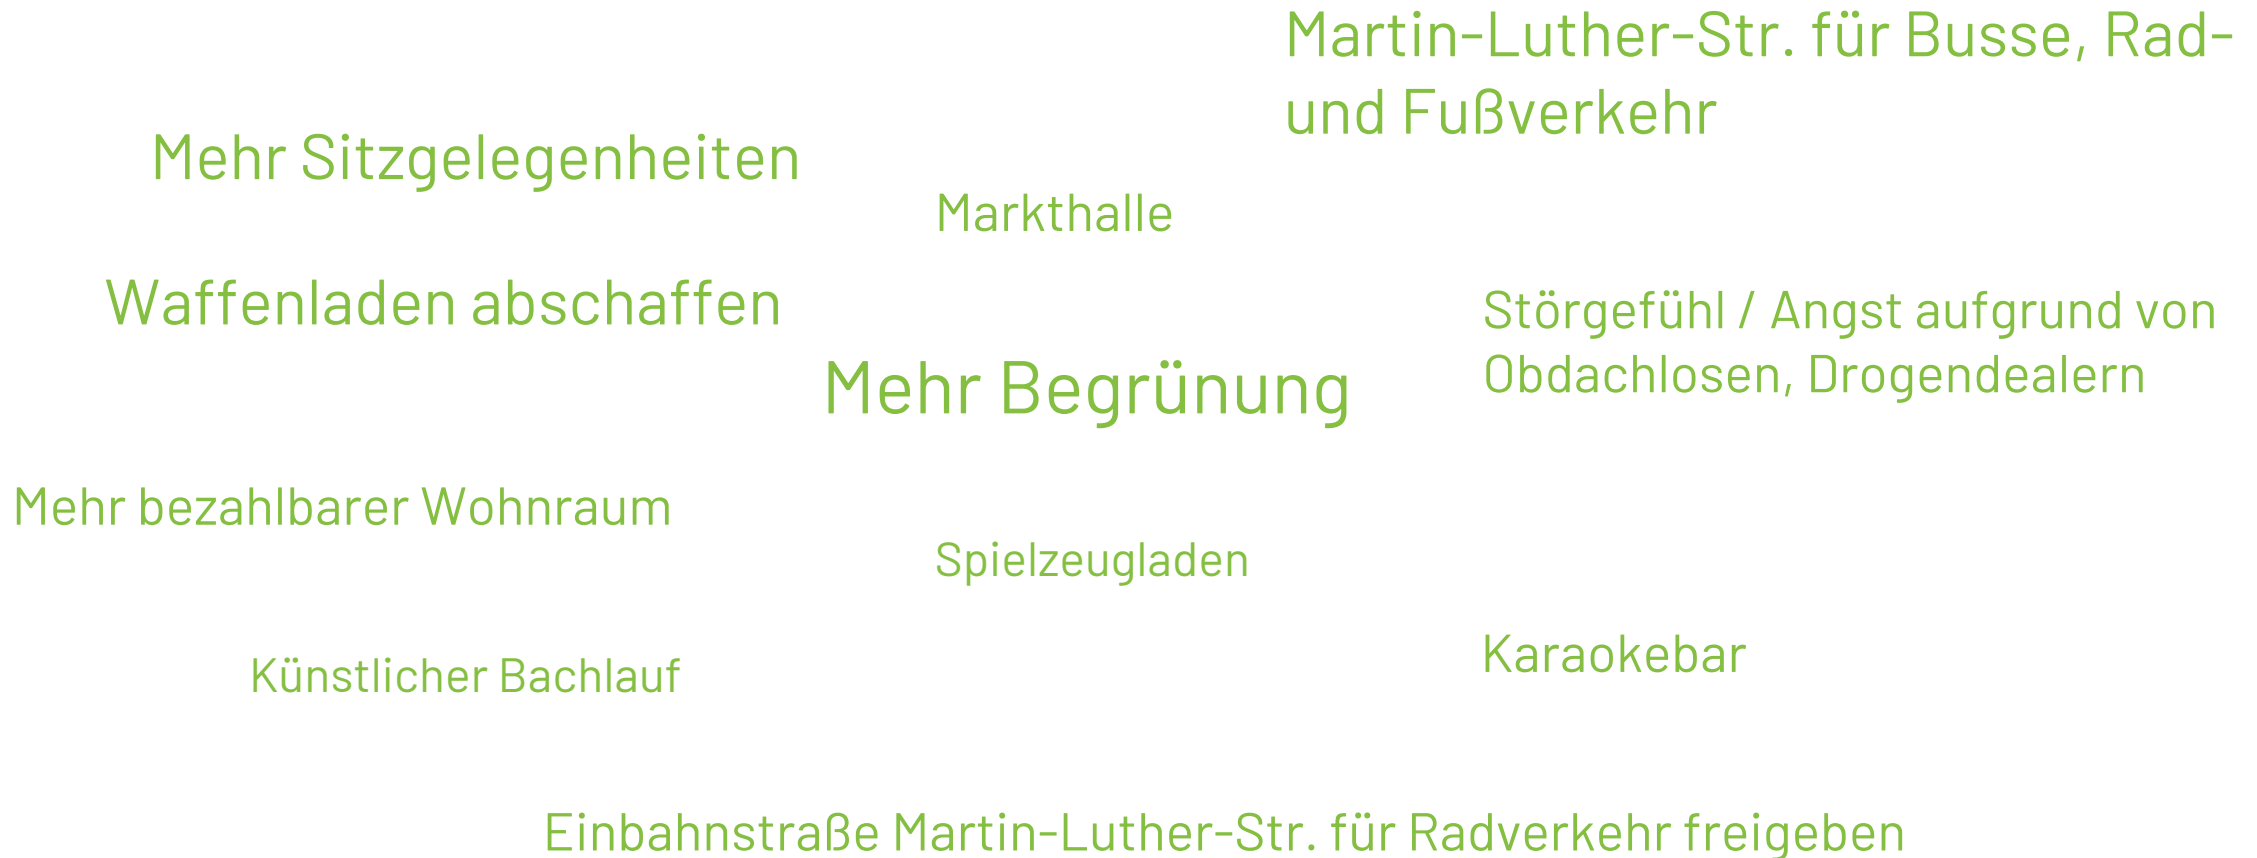 Martin-Luther-Str. für Busse, Rad-
und Fußverkehr
Mehr Sitzgelegenheiten
Markthalle
Waffenladen abschaffen
Störgefühl / Angst aufgrund von
Obdachlosen, Drogendealern
Mehr Begrünung
Mehr bezahlbarer Wohnraum
Spielzeugladen
Karaokebar
Künstlicher Bachlauf
Einbahnstraße Martin-Luther-Str. für Radverkehr freigeben